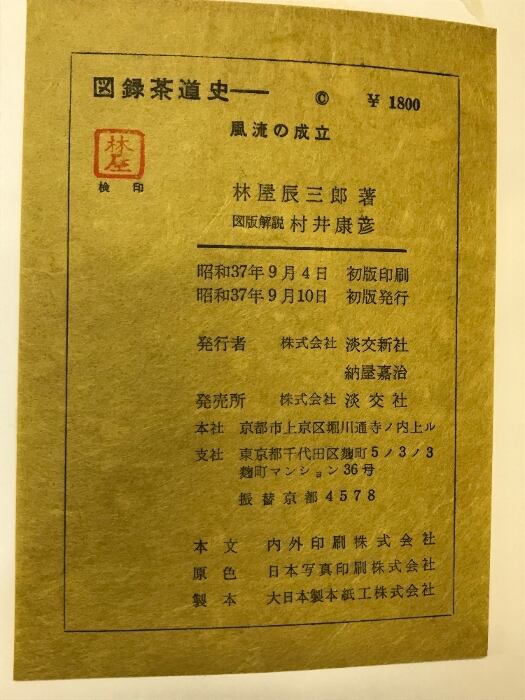 図録茶道史── © ¥ 1800
風流の成立
林屋
検印
林屋辰三郎 著
図版解説 村井康彦
昭和37年9月4日 初版印刷
昭和37年9月10日 初版発行
発行者 株式会社 淡交新社
納屋嘉治
発売所 株式会社 淡交社
本社 京都市上京区堀川通寺ノ内上ル
支社 東京都千代田区麹町5ノ3ノ3
麹町マンション36号
振替京都4578
本文 内外印刷株式会社
原色 日本写真印刷株式会社
製本 大日本製本紙工株式会社